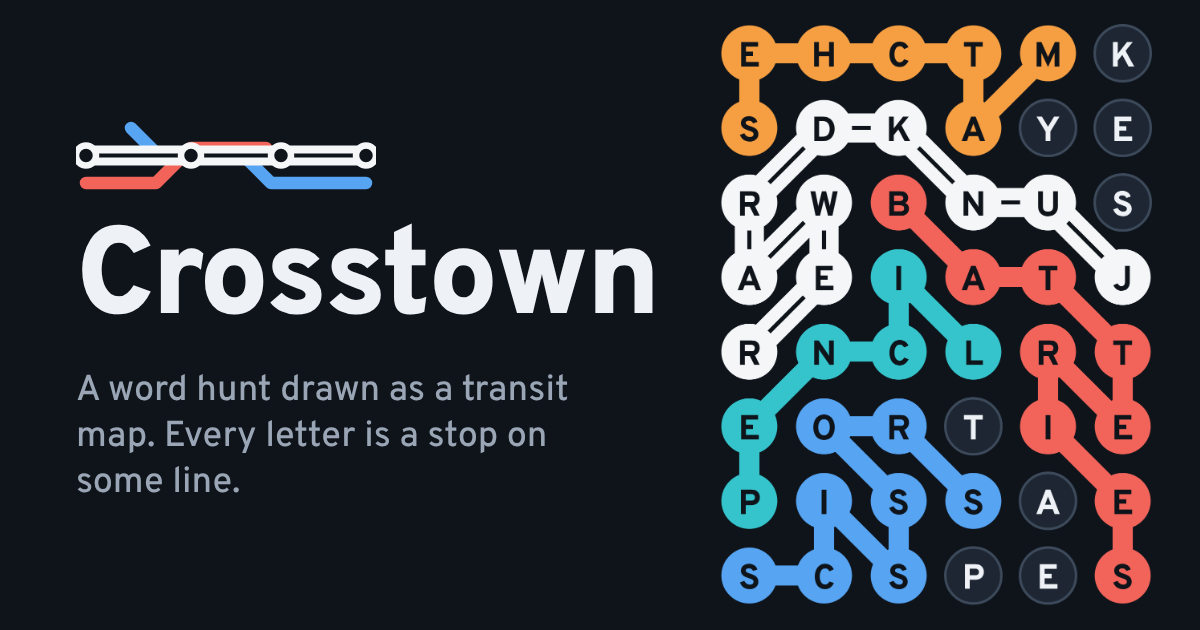 Crosstown
A word hunt drawn as a transit
map. Every letter is a stop on
some line.
E H C T M K
S D K A Y E
R W B N U S
A E I A T J
R N C L R T
E O R T I E
P I S S A E
S C S P E S